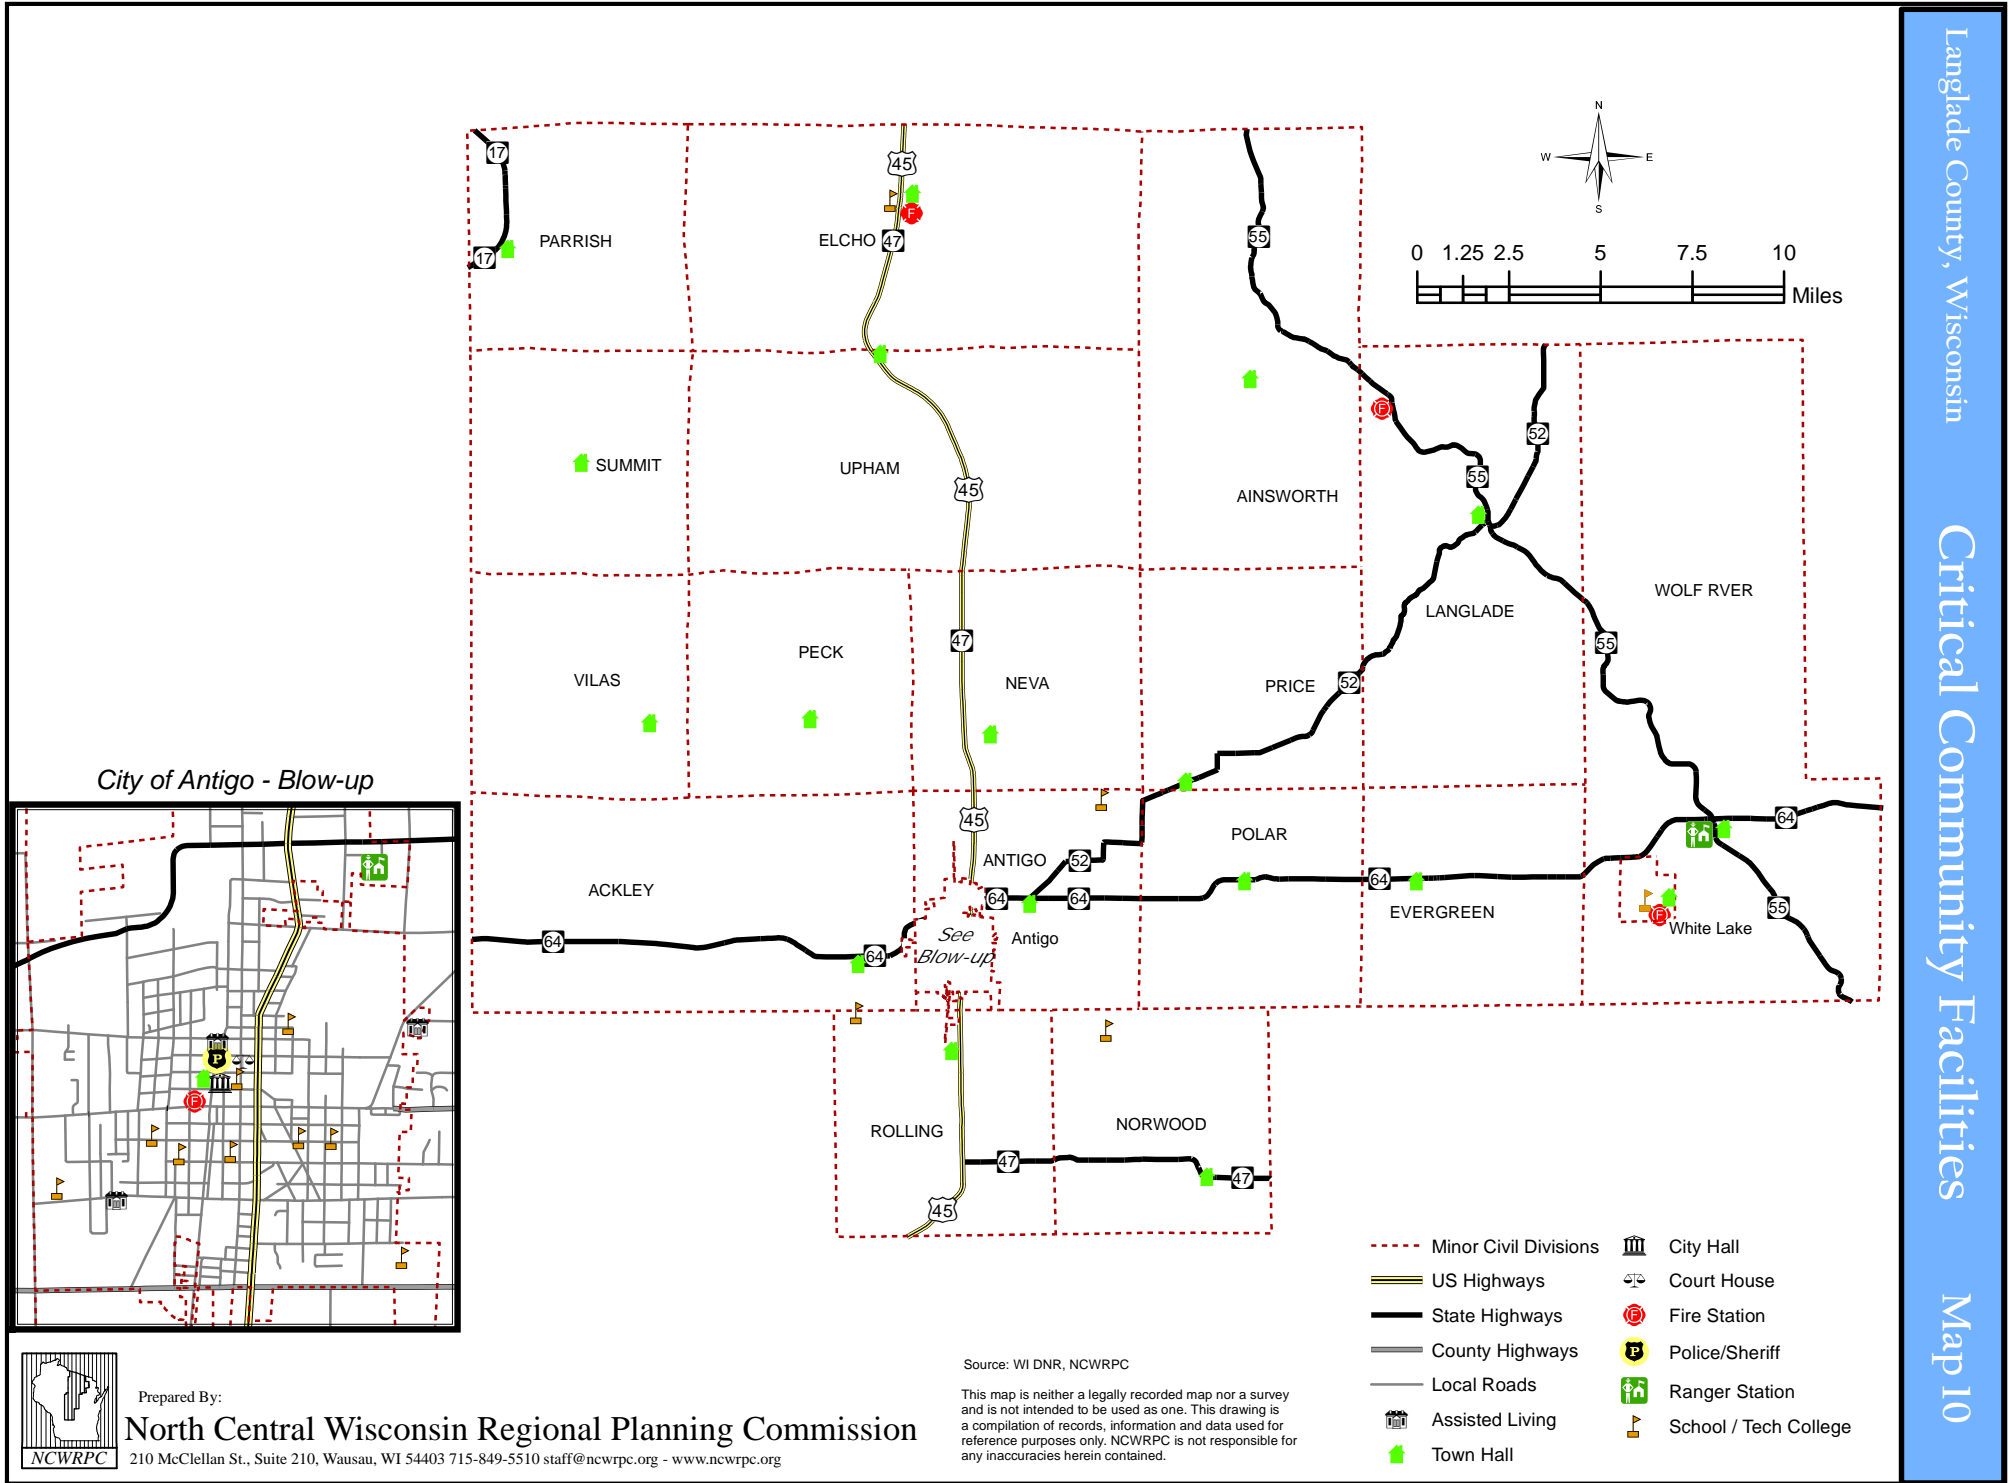 Langlade County, Wisconsin
Critical Community Facilities
Map 10
N
W
E
S
0 1.25 2.5 5 7.5 10
Miles
17
17
PARRISH
45
ELCHO
47
55
SUMMIT
UPHAM
45
AINSWORTH
52
55
WOLF RVER
LANGLADE
55
VILAS
PECK
47
NEVA
PRICE
52
45
ANTIGO
52
POLAR
64
ACKLEY
64
64
64
EVERGREEN
64
64
See
Blow-up
Antigo
White Lake
55
ROLLING
NORWOOD
47
47
45
City of Antigo - Blow-up
P
F
F
F
F
Minor Civil Divisions
US Highways
State Highways
County Highways
Local Roads
Assisted Living
Town Hall
City Hall
Court House
F
Fire Station
P
Police/Sheriff
Ranger Station
School / Tech College
Source: WI DNR, NCWRPC
This map is neither a legally recorded map nor a survey
and is not intended to be used as one. This drawing is
a compilation of records, information and data used for
reference purposes only. NCWRPC is not responsible for
any inaccuracies herein contained.
NCWRPC
Prepared By:
North Central Wisconsin Regional Planning Commission
210 McClellan St., Suite 210, Wausau, WI 54403 715-849-5510 staff@ncwrpc.org - www.ncwrpc.org